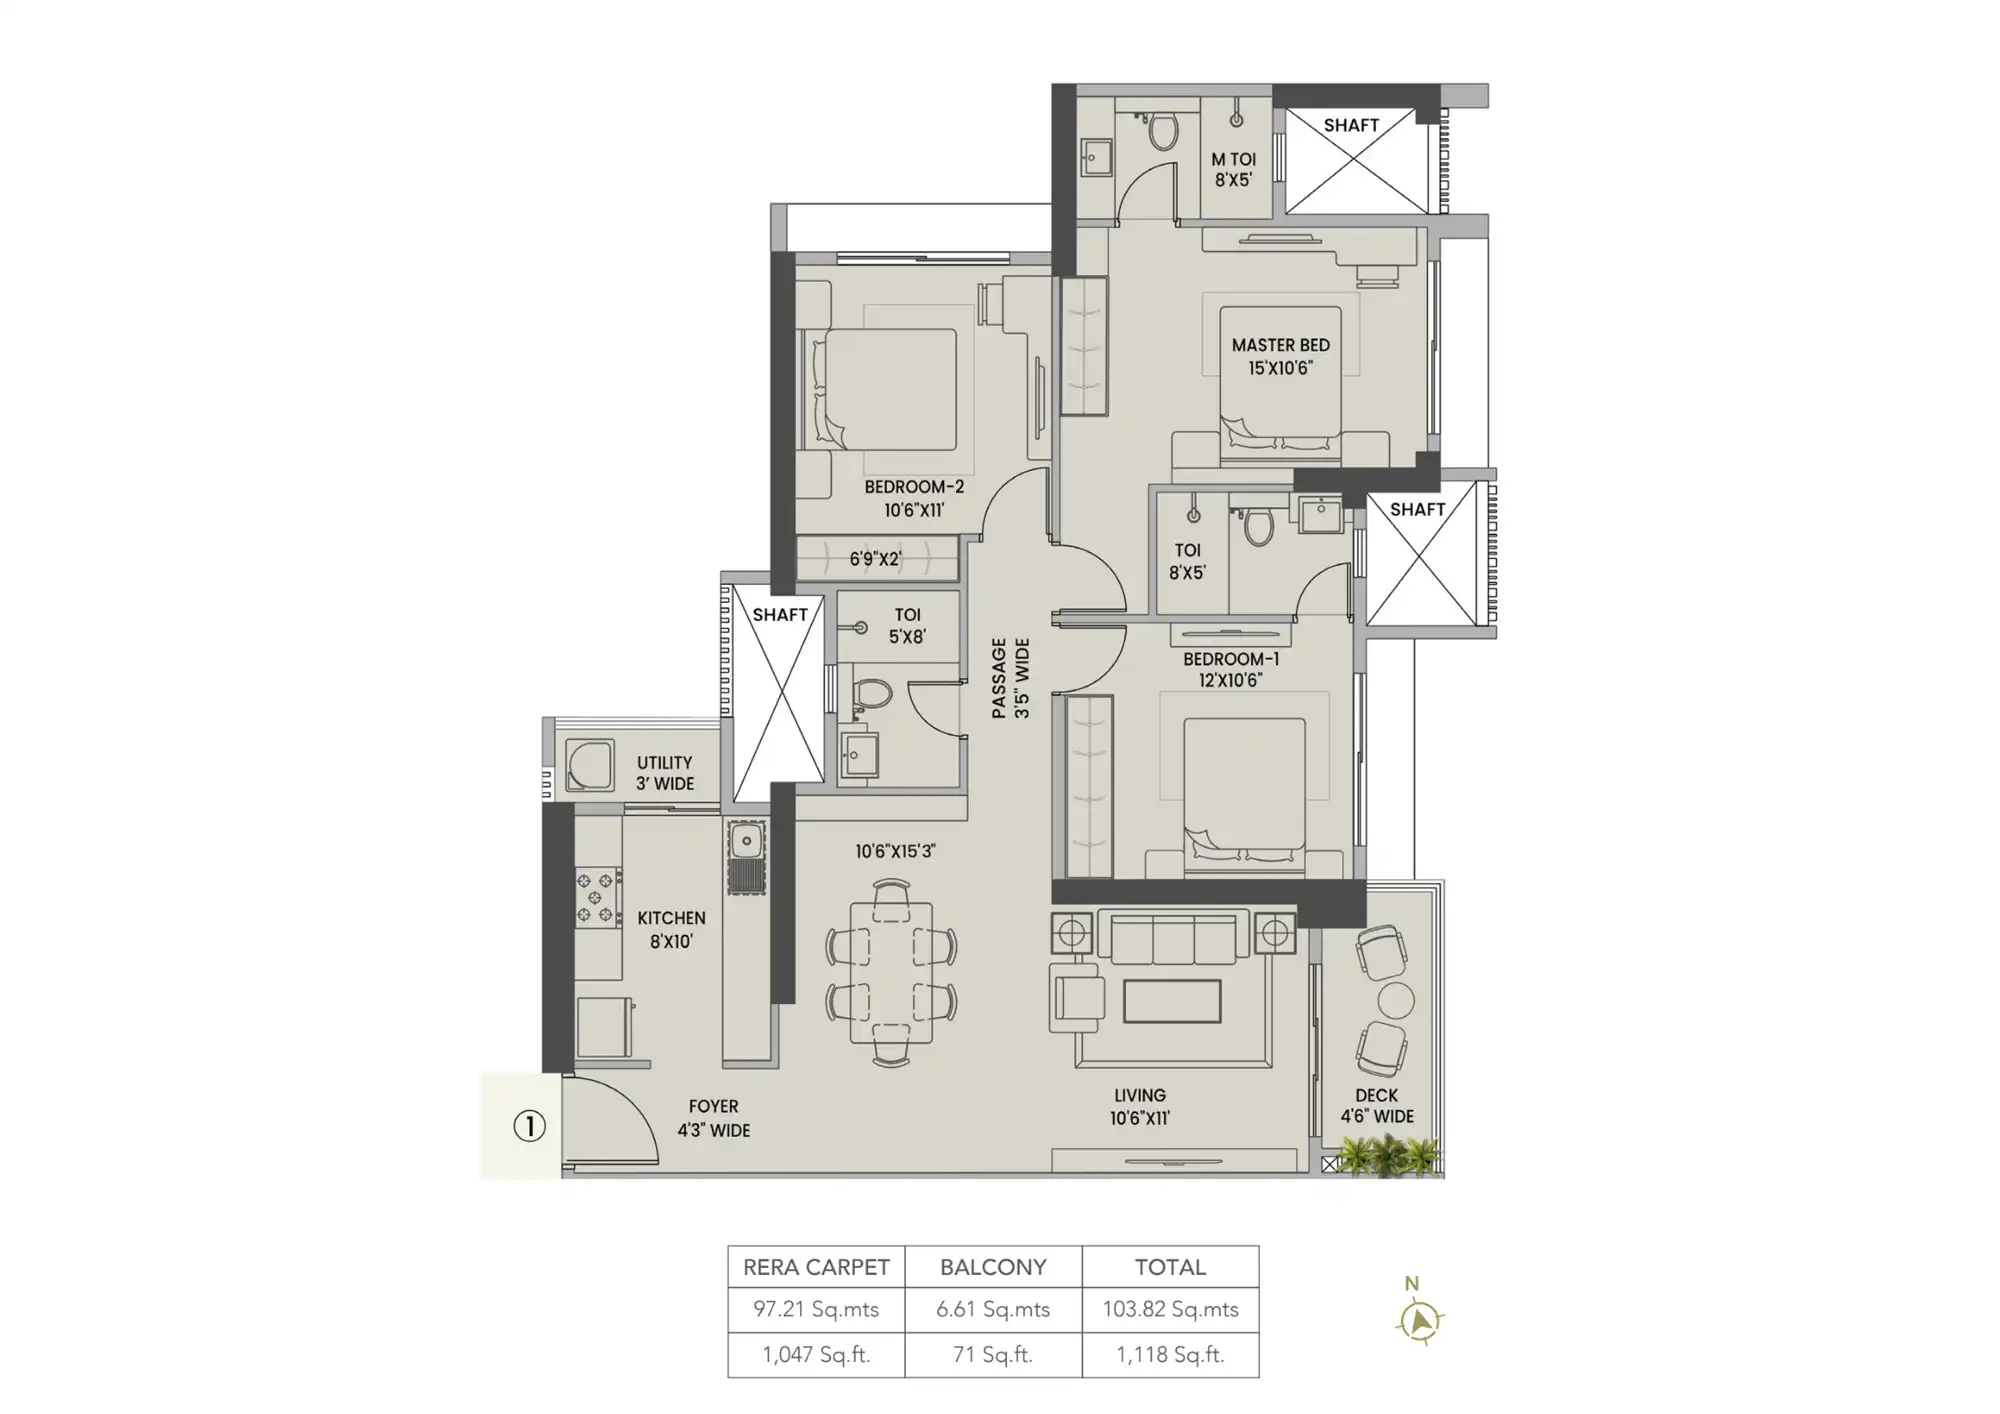 SHAFT
M TOI
8'X5'
MASTER BED
15'X10'6"
BEDROOM-2
10'6"X11'
6'9"X2'
SHAFT
TOI
8'X5'
SHAFT
TOI
5'X8'
PASSAGE
3'5" WIDE
BEDROOM-1
12'X10'6"
UTILITY
3' WIDE
10'6"X15'3"
KITCHEN
8'X10'
FOYER
4'3" WIDE
LIVING
10'6"X11'
DECK
4'6" WIDE
1
RERA CARPET BALCONY TOTAL
97.21 Sq.mts 6.61 Sq.mts 103.82 Sq.mts
1,047 Sq.ft. 71 Sq.ft. 1,118 Sq.ft.
N